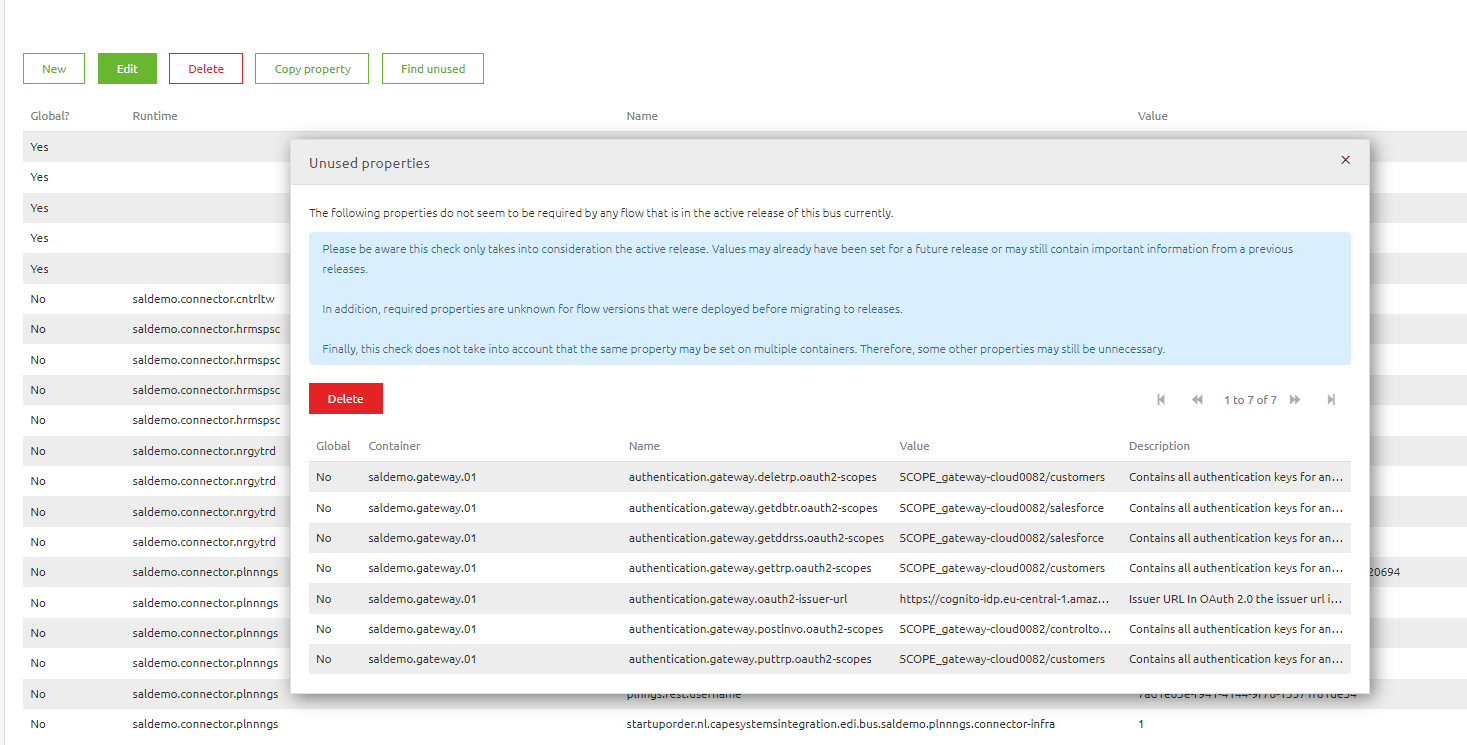 New Edit Delete Copy property Find unused
Global? Runtime Name Value
Yes
Unused properties ×
Yes
The following properties do not seem to be required by any flow that is in the active release of this bus currently.
Yes
Yes
Please be aware this check only takes into consideration the active release. Values may already have been set for a future release or may still contain important information from a previous
releases.
Yes
No saldemo.connector.cntrltw
In addition, required properties are unknown for flow versions that were deployed before migrating to releases.
No saldemo.connector.hrmspsc
Finally, this check does not take into account that the same property may be set on multiple containers. Therefore, some other properties may still be unnecessary.
No saldemo.connector.hrmspsc
No saldemo.connector.hrmspsc
Delete 1 to 7 of 7
No saldemo.connector.hrmspsc
No saldemo.connector.nrgytrd
Global Container Name Value Description
No saldemo.connector.nrgytrd
No saldemo.gateway.01 authentication.gateway.deletrp.oauth2-scopes SCOPE_gateway-cloud0082/customers Contains all authentication keys for an...
No saldemo.connector.nrgytrd
No saldemo.gateway.01 authentication.gateway.getdbtr.oauth2-scopes SCOPE_gateway-cloud0082/salesforce Contains all authentication keys for an...
No saldemo.connector.nrgytrd
No saldemo.gateway.01 authentication.gateway.getddrss.oauth2-scopes SCOPE_gateway-cloud0082/salesforce Contains all authentication keys for an...
No saldemo.connector.plnnngs 20694
No saldemo.gateway.01 authentication.gateway.gettrp.oauth2-scopes SCOPE_gateway-cloud0082/customers Contains all authentication keys for an...
No saldemo.connector.plnnngs
No saldemo.gateway.01 authentication.gateway.oauth2-issuer-url https://cognito-idp.eu-central-1.amaz... Issuer URL In OAuth 2.0 the issuer url i...
No saldemo.connector.plnnngs
No saldemo.gateway.01 authentication.gateway.postinvo.oauth2-scopes SCOPE_gateway-cloud0082/controlto... Contains all authentication keys for an...
No saldemo.connector.plnnngs
No saldemo.gateway.01 authentication.gateway.puttrp.oauth2-scopes SCOPE_gateway-cloud0082/customers Contains all authentication keys for an...
No saldemo.connector.plnnngs
No saldemo.connector.plnnngs startuporder.nl.capesystemsintegration.edi.bus.saldemo.plnnngs.connector-infra 1